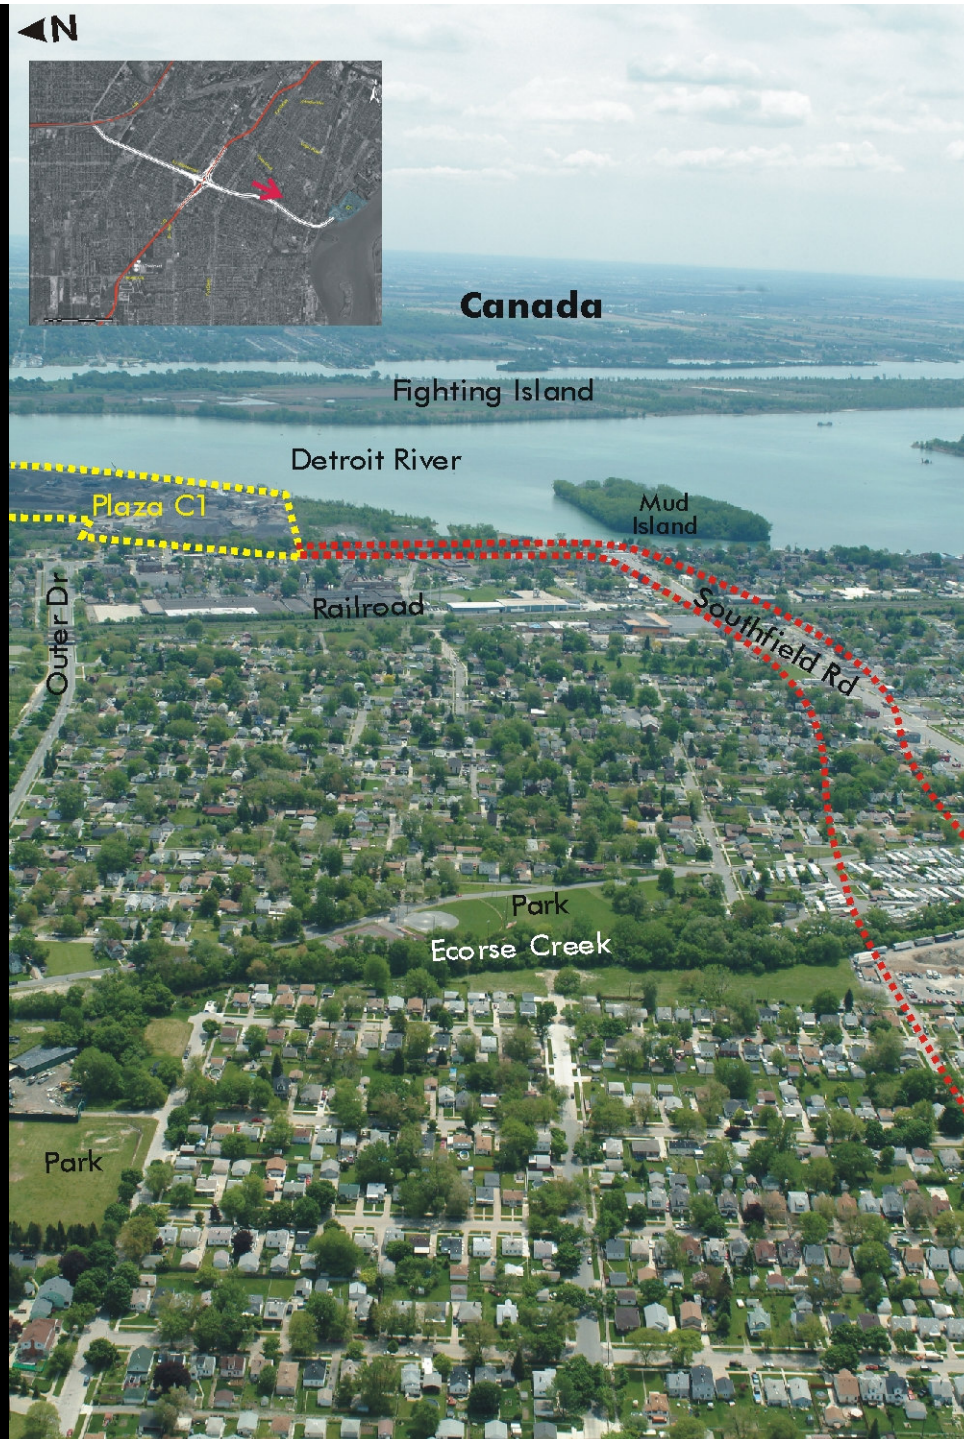 N
Canada
Fighting Island
Detroit River
Plaza C1
Mud
Island
Outer Dr
Railroad
Southfield Rd
Park
Ecorse Creek
Park